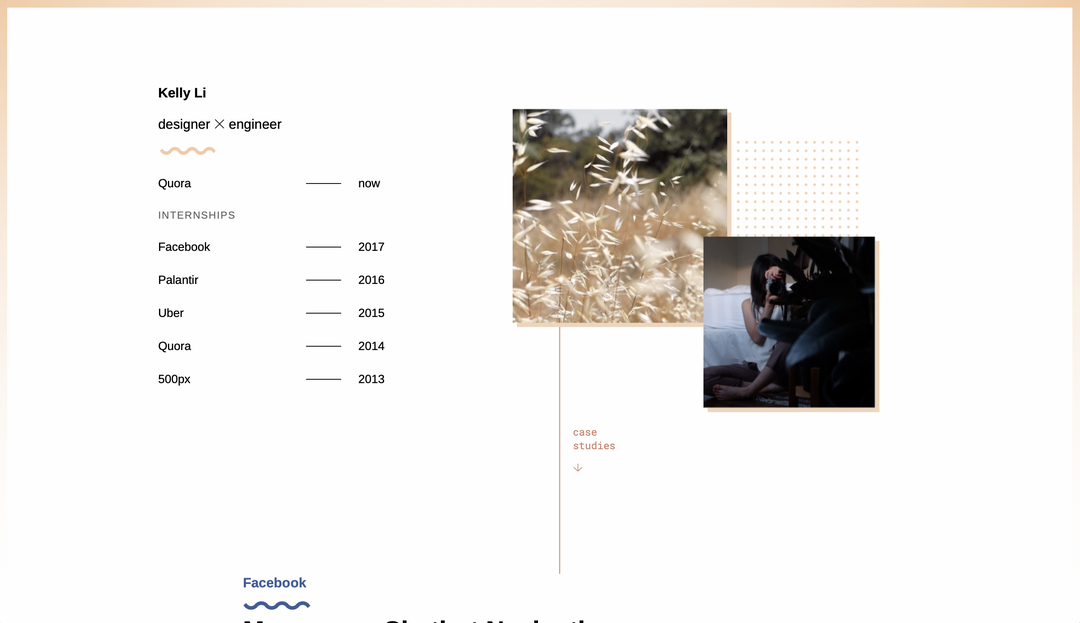 Kelly Li
designer × engineer
Quora now
INTERNSHIPS
Facebook 2017
Palantir 2016
Uber 2015
Quora 2014
500px 2013
case
studies
Facebook